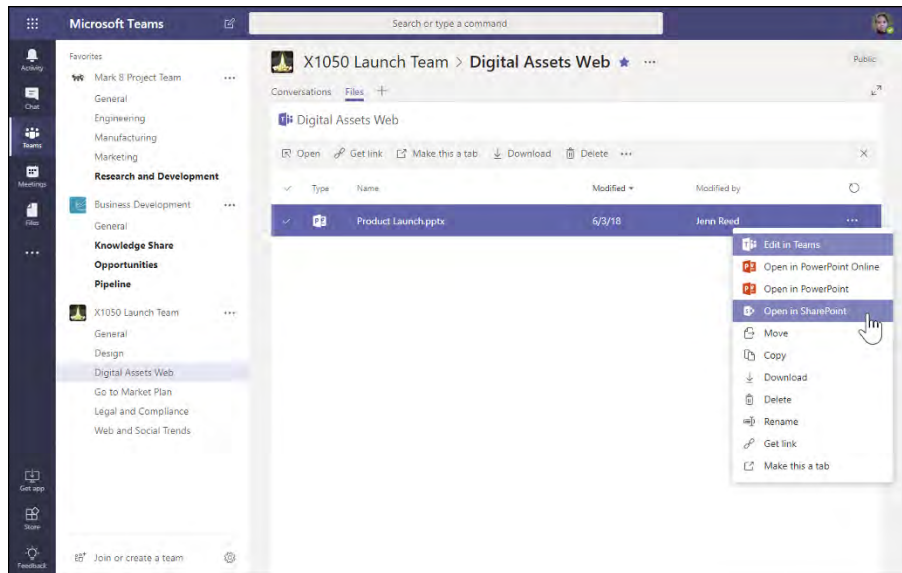 Microsoft Teams
Search or type a command
Activity
Chat
Teams
Meetings
Files
Get app
Store
Feedback
Favorites
Mark 8 Project Team
General
Engineering
Manufacturing
Marketing
Research and Development
Business Development
General
Knowledge Share
Opportunities
Pipeline
X1050 Launch Team
General
Design
Digital Assets Web
Go to Market Plan
Legal and Compliance
Web and Social Trends
Join or create a team
X1050 Launch Team > Digital Assets Web
Public
Conversations Files
Digital Assets Web
Open Get link Make this a tab Download Delete
Type Name Modified Modified by
Product Launch.pptx 6/3/18 Jenn Reed
Edit in Teams
Open in PowerPoint Online
Open in PowerPoint
Open in SharePoint
Move
Copy
Download
Delete
Rename
Get link
Make this a tab